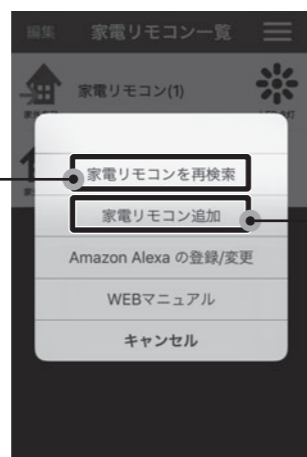 編集 家電リモコン一覧
家電リモコン(1)
家電リモコンを再検索
家電リモコン追加
Amazon Alexa の登録/変更
WEBマニュアル
キャンセル